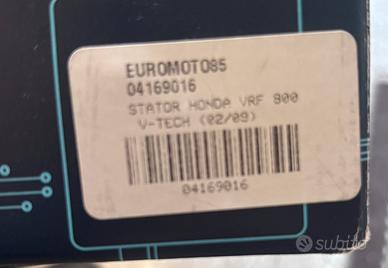 EUROMOTO85
04169016
STATOR HONDA VRF 800
V-TECH (02/09)
04169016
subito